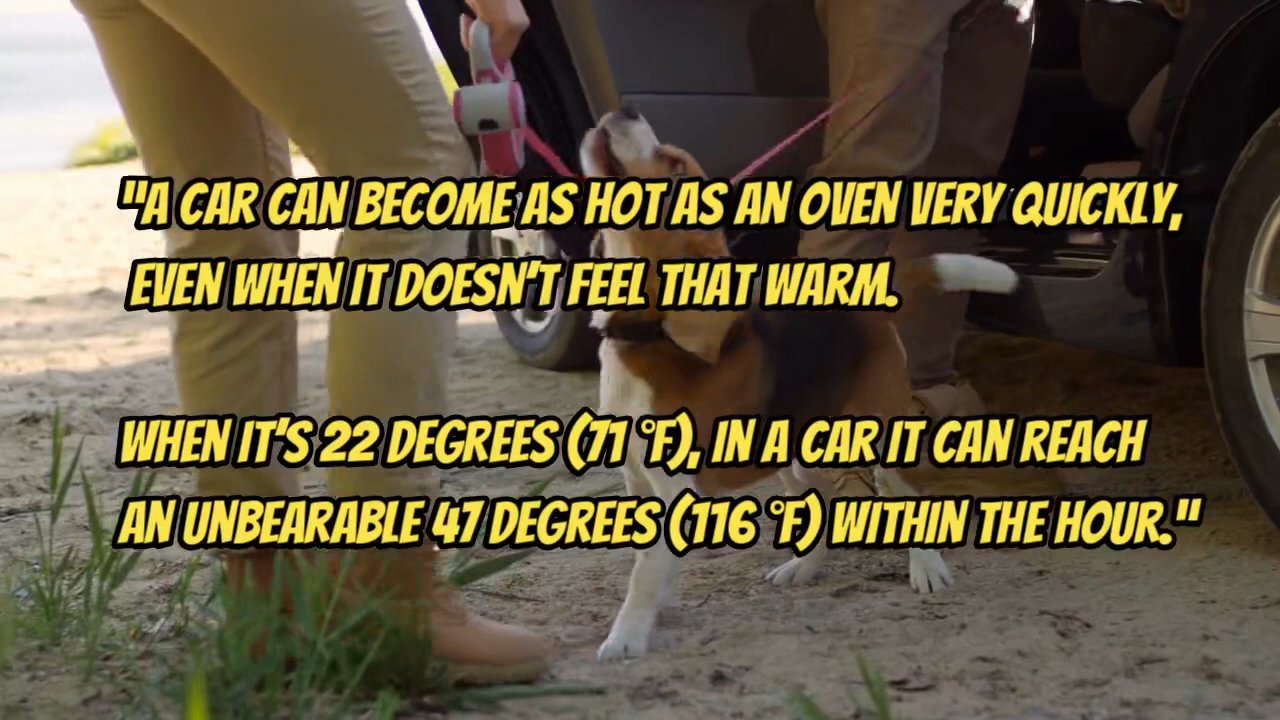 "A CAR CAN BECOME AS HOT AS AN OVEN VERY QUICKLY,
EVEN WHEN IT DOESN'T FEEL THAT WARM.
WHEN IT'S 22 DEGREES (71 °F), IN A CAR IT CAN REACH
AN UNBEARABLE 47 DEGREES (116 °F) WITHIN THE HOUR."